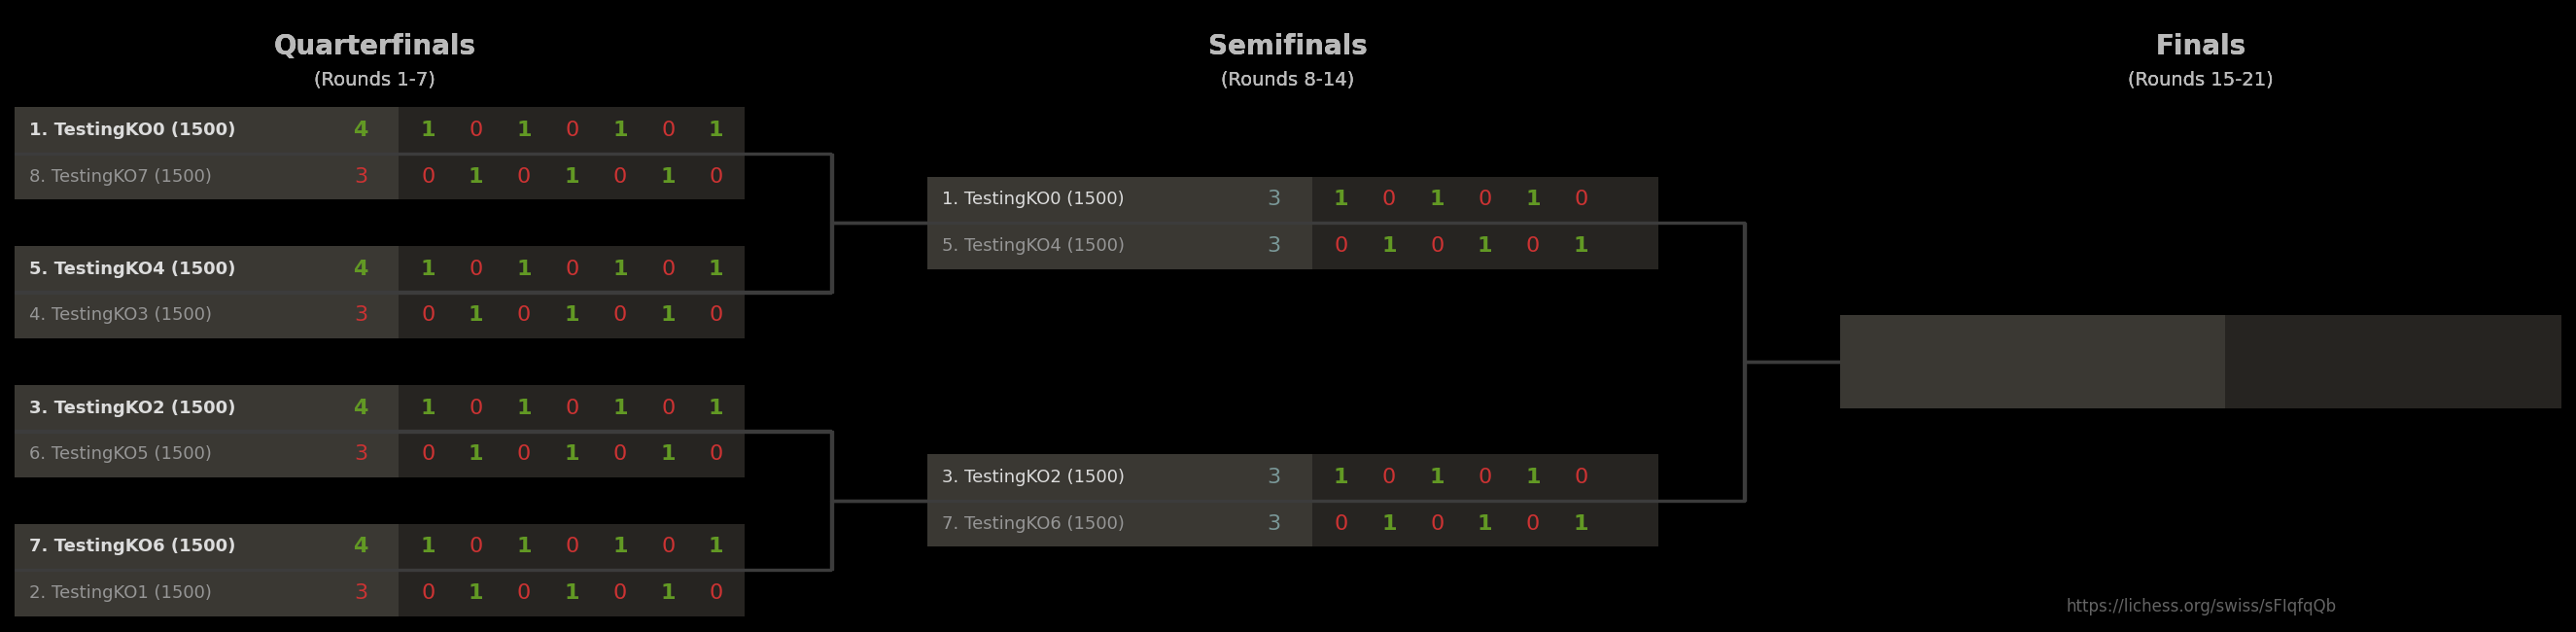 Quarterfinals
(Rounds 1-7)
1. TestingKO0 (1500) 4 1 0 1 0 1 0 1
8. TestingKO7 (1500) 3 0 1 0 1 0 1 0
5. TestingKO4 (1500) 4 1 0 1 0 1 0 1
4. TestingKO3 (1500) 3 0 1 0 1 0 1 0
3. TestingKO2 (1500) 4 1 0 1 0 1 0 1
6. TestingKO5 (1500) 3 0 1 0 1 0 1 0
7. TestingKO6 (1500) 4 1 0 1 0 1 0 1
2. TestingKO1 (1500) 3 0 1 0 1 0 1 0
Semifinals
(Rounds 8-14)
1. TestingKO0 (1500) 3 1 0 1 0 1 0
5. TestingKO4 (1500) 3 0 1 0 1 0 1
3. TestingKO2 (1500) 3 1 0 1 0 1 0
7. TestingKO6 (1500) 3 0 1 0 1 0 1
Finals
(Rounds 15-21)
https://lichess.org/swiss/sFIqfqQb